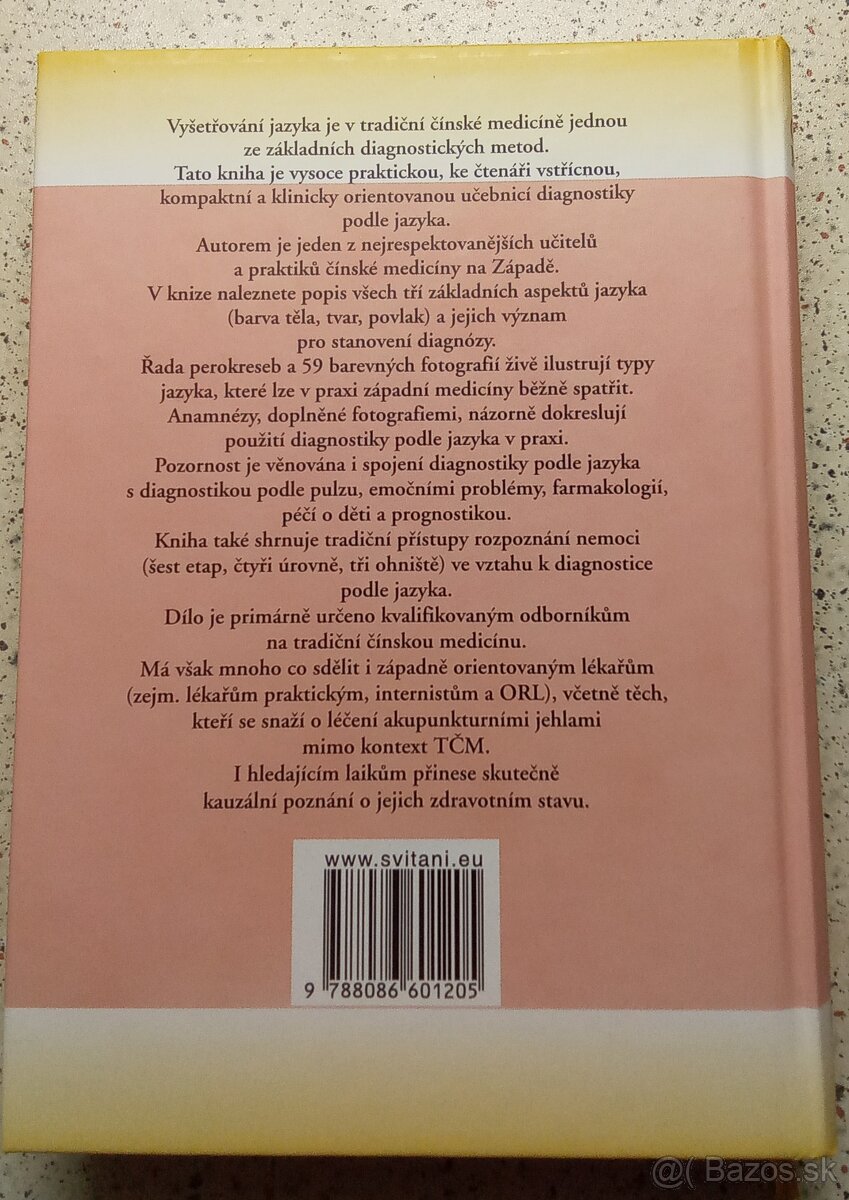 Vyšetřování jazyka je v tradiční čínské medicíně jednou
ze základních diagnostických metod.
Tato kniha je vysoce praktickou, ke čtenáři vstřícnou,
kompaktní a klinicky orientovanou učebnicí diagnostiky
podle jazyka.
Autorem je jeden z nejrespektovanějších učitelů
a praktiků čínské medicíny na Západě.
V knize naleznete popis všech tří základních aspektů jazyka
(barva těla, tvar, povlak) a jejich význam
pro stanovení diagnózy.
Řada perokreseb a 59 barevných fotografií živě ilustrují typy
jazyka, které lze v praxi západní medicíny běžně spatřit.
Anamnézy, doplněné fotografiemi, názorně dokreslují
použití diagnostiky podle jazyka v praxi.
Pozornost je věnována i spojení diagnostiky podle jazyka
s diagnostikou podle pulzu, emočními problémy, farmakologií,
péčí o děti a prognostikou.
Kniha také shrnuje tradiční přístupy rozpoznání nemoci
(šest etap, čtyři úrovně, tři ohniště) ve vztahu k diagnostice
podle jazyka.
Dílo je primárně určeno kvalifikovaným odborníkům
na tradiční čínskou medicínu.
Má však mnoho co sdělit i západně orientovaným lékařům
(zejm. lékařům praktickým, internistům a ORL), včetně těch,
kteří se snaží o léčení akupunkturními jehlami
mimo kontext TČM.
I hledajícím laikům přinese skutečně
kauzální poznání o jejich zdravotním stavu.
www.svitani.eu
9 788086 601205
@( Bazos.sk